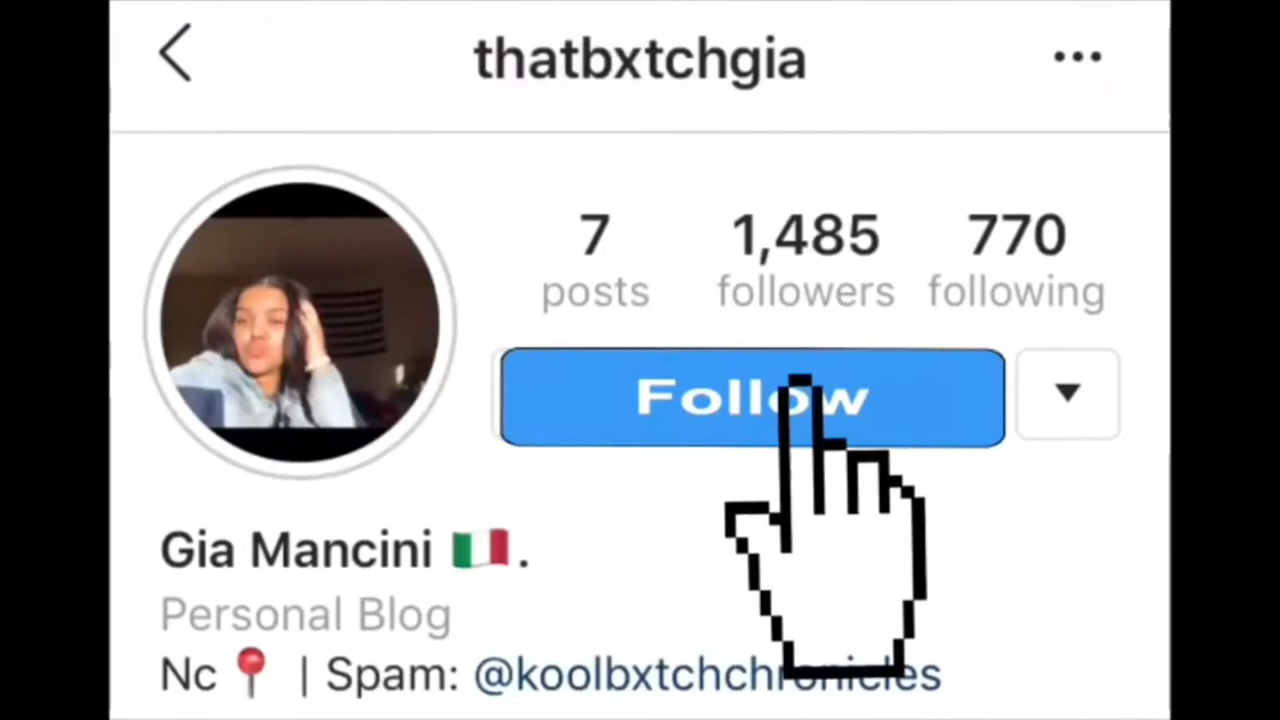 thatbxtchgia
7 1,485 770
posts followers following
Follow
Gia Mancini 🇮🇹.
Personal Blog
Nc 📍 | Spam: @koolbxtchchronicles